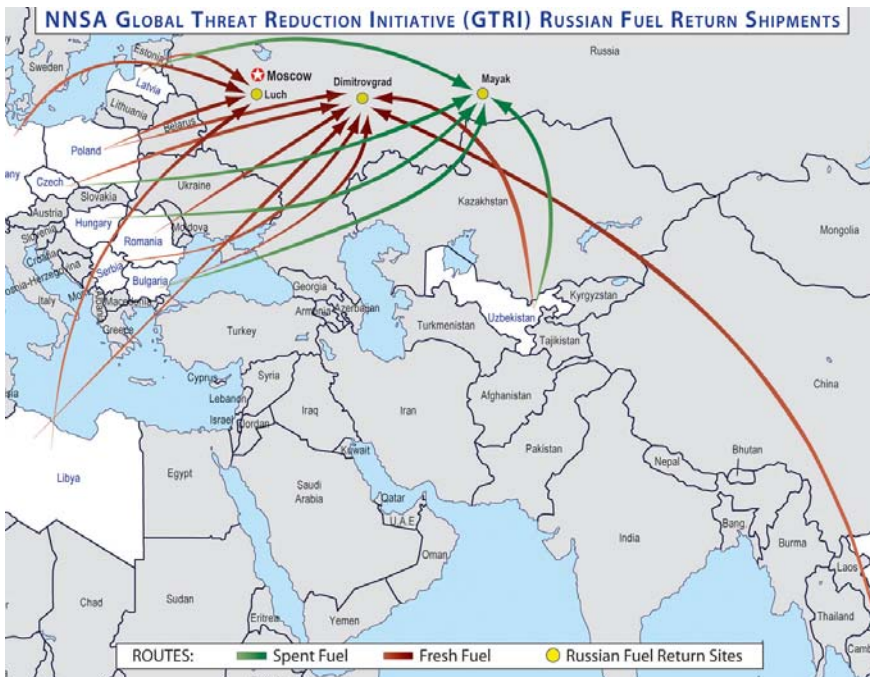 NNSA GLOBAL THREAT REDUCTION INITIATIVE (GTRI) RUSSIAN FUEL RETURN SHIPMENTS
Sweden
Estonia
Russia
Moscow
Luch
Dimitrovgrad
Mayak
Latvia
Lithuania
Belarus
Poland
any
Czech
Ukraine
Slovakia
Kazakhstan
Austria
Hungary
Mongolia
Slovenia
Moldova
Romania
Croatia
Serbia
Bulgaria
Italy
Macedonia
Georgia
Kyrgyzstan
Armenia
Azerbaijan
Uzbekistan
Greece
Turkey
Turkmenistan
Tajikistan
China
Cyprus
Syria
Lebanon
Iraq
Iran
Afghanistan
Israel
Jordan
Kuwait
Pakistan
Nepal
Bhutan
Libya
Egypt
Saudi
Arabia
Qatar
U.A.E
India
Bang.
Burma
Oman
Laos
Chad
Sudan
Eritrea
Yemen
Thailand
Camb
ROUTES: Spent Fuel Fresh Fuel Russian Fuel Return Sites